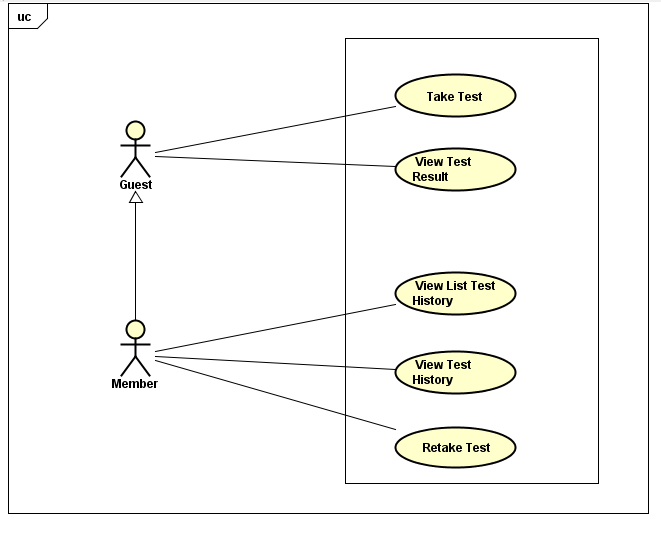 uc
Take Test
View Test
Result
Guest
View List Test
History
View Test
History
Member
Retake Test